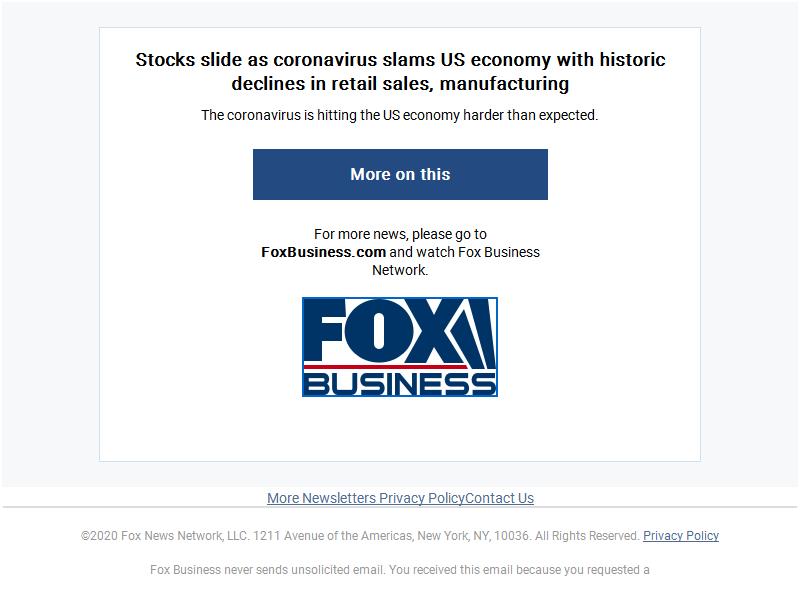 Stocks slide as coronavirus slams US economy with historic
declines in retail sales, manufacturing
The coronavirus is hitting the US economy harder than expected.
More on this
For more news, please go to
FoxBusiness.com and watch Fox Business
Network.
FOX
BUSINESS
More Newsletters Privacy PolicyContact Us
©2020 Fox News Network, LLC. 1211 Avenue of the Americas, New York, NY, 10036. All Rights Reserved. Privacy Policy
Fox Business never sends unsolicited email. You received this email because you requested a